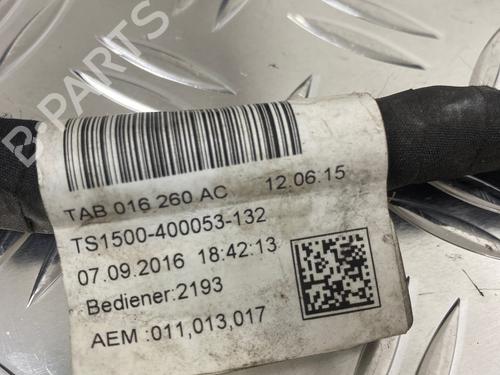 B-PARTS
TAB 016 260 AC 12.06.15
TS1500-400053-132
07.09.2016 18:42:13
Bediener:2193
AEM :011,013,017